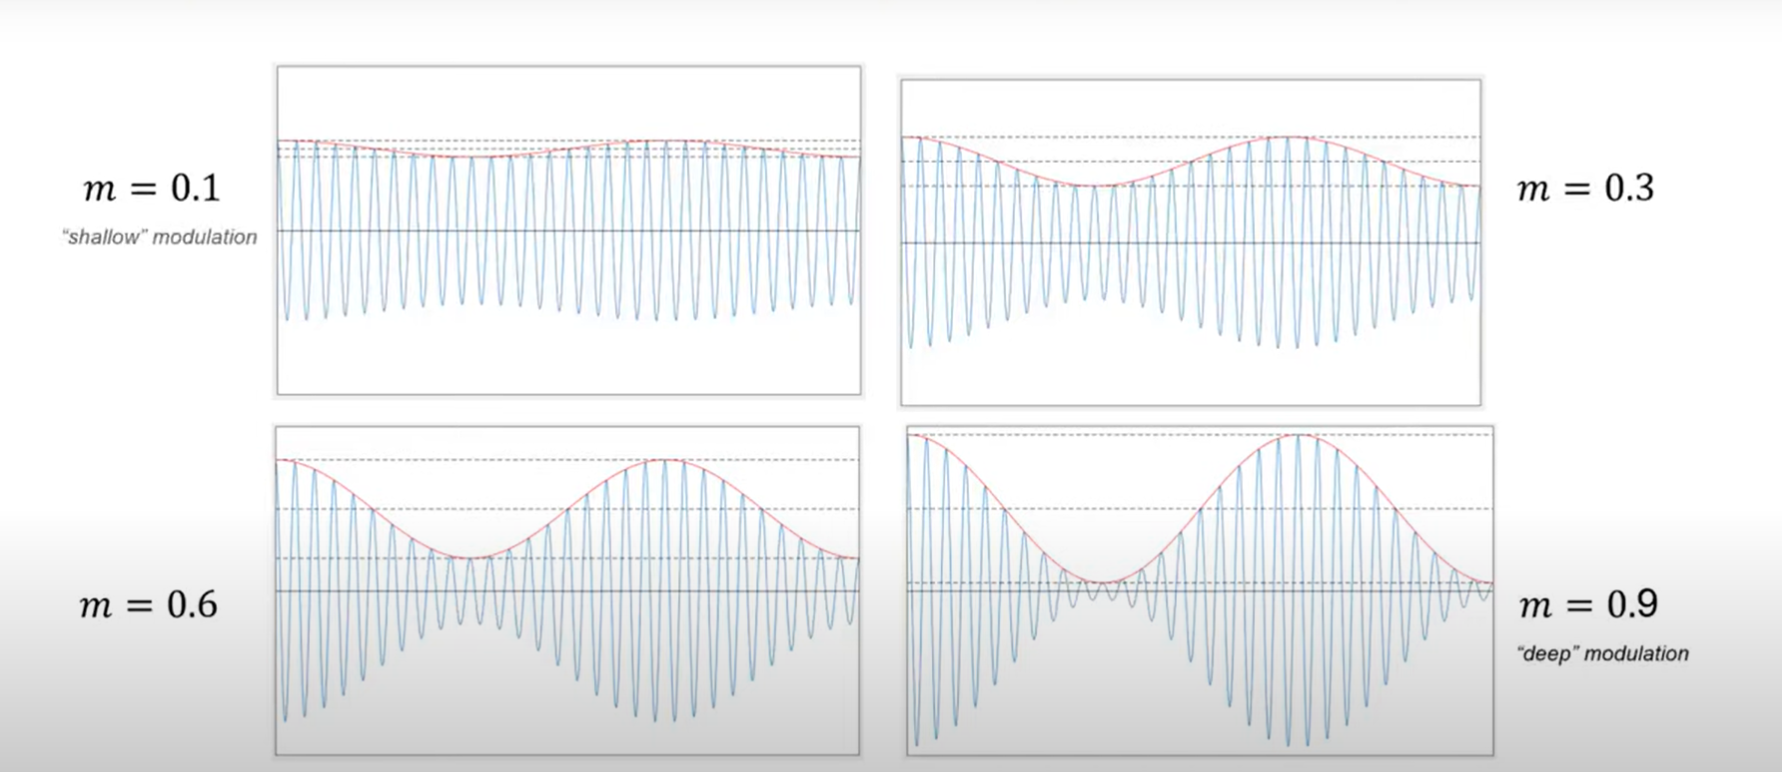 m = 0.1
“shallow” modulation
m = 0.3
m = 0.6
m = 0.9
“deep” modulation